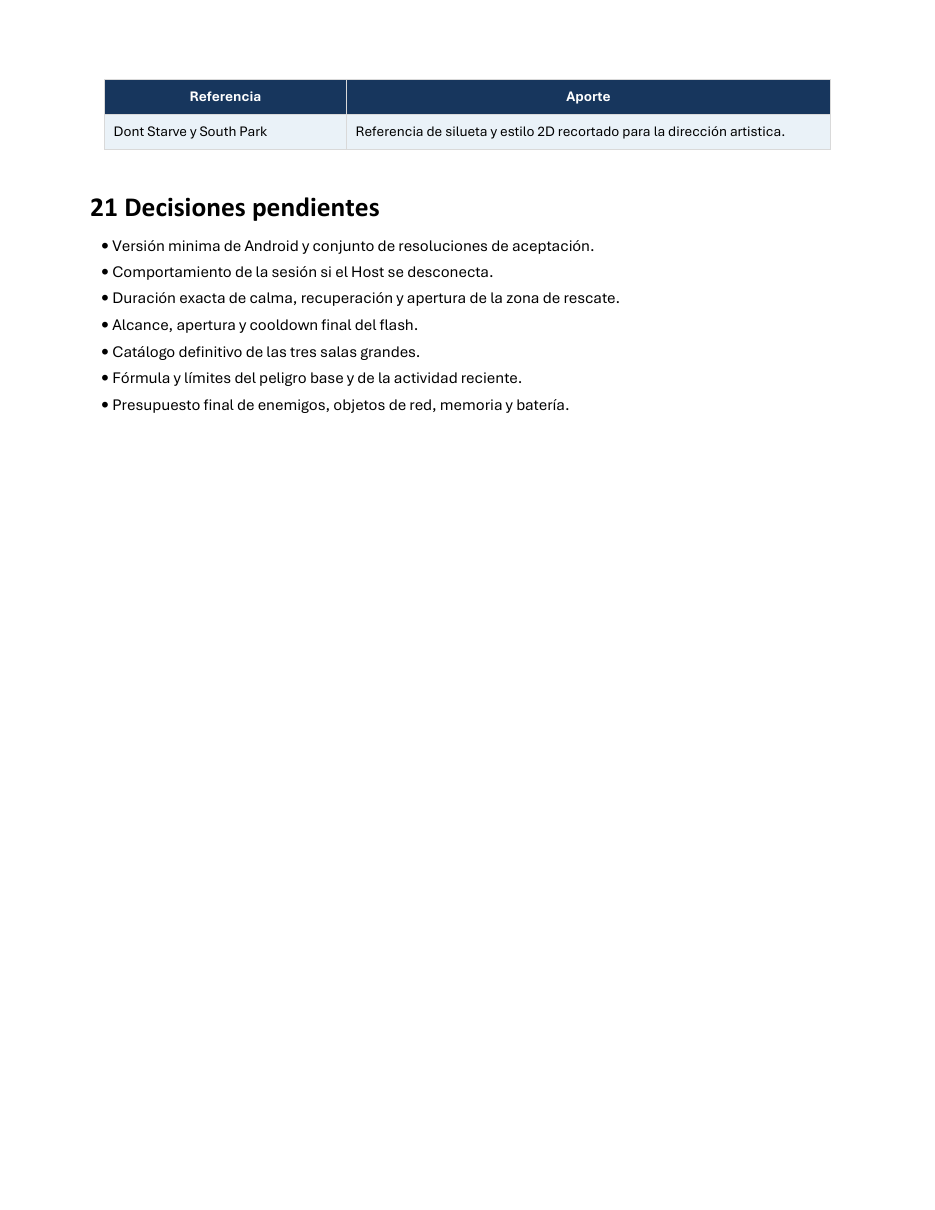 Referencia Aporte
Dont Starve y South Park Referencia de silueta y estilo 2D recortado para la dirección artistica.
21 Decisiones pendientes
• Versión minima de Android y conjunto de resoluciones de aceptación.
• Comportamiento de la sesión si el Host se desconecta.
• Duración exacta de calma, recuperación y apertura de la zona de rescate.
• Alcance, apertura y cooldown final del flash.
• Catálogo definitivo de las tres salas grandes.
• Fórmula y límites del peligro base y de la actividad reciente.
• Presupuesto final de enemigos, objetos de red, memoria y batería.